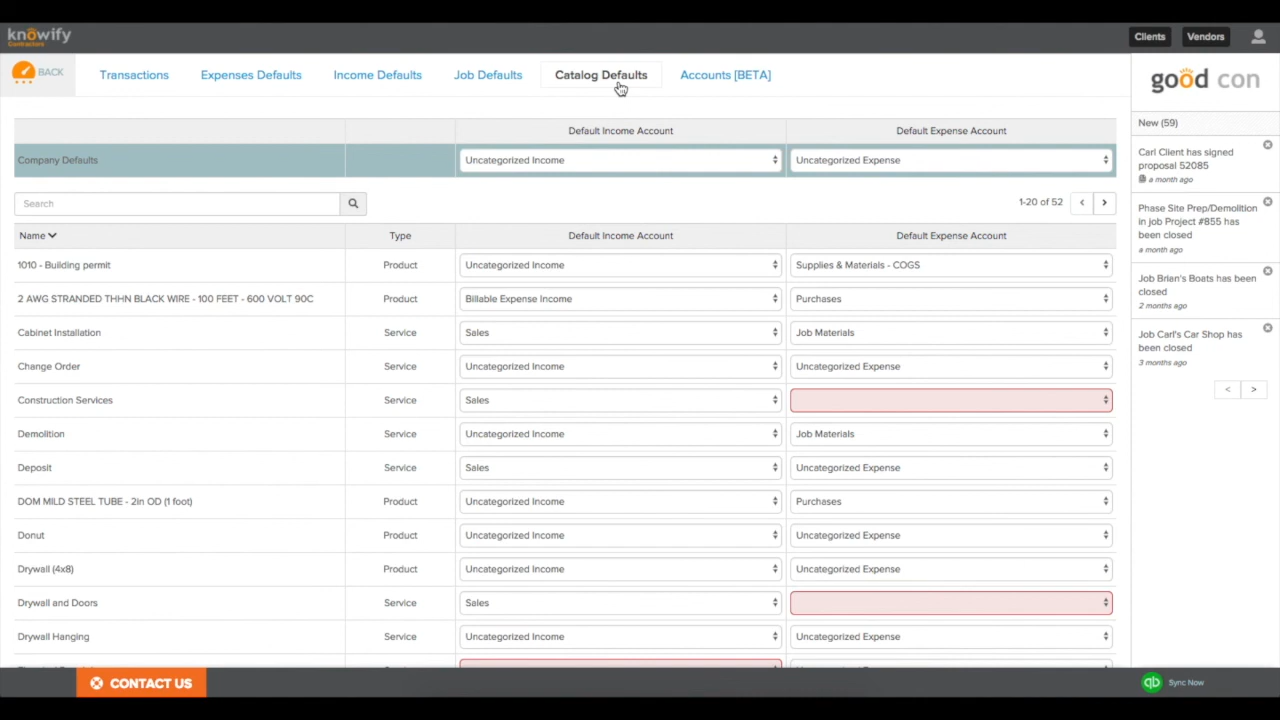 knowify
Contractors
Clients
Vendors
BACK
Transactions
Expenses Defaults
Income Defaults
Job Defaults
Catalog Defaults
Accounts [BETA]
good con
Default Income Account
Default Expense Account
Company Defaults
Uncategorized Income
Uncategorized Expense
Search
1-20 of 52
Name
Type
Default Income Account
Default Expense Account
1010 - Building permit
Product
Uncategorized Income
Supplies & Materials - COGS
2 AWG STRANDED THHN BLACK WIRE - 100 FEET - 600 VOLT 90C
Product
Billable Expense Income
Purchases
Cabinet Installation
Service
Sales
Job Materials
Change Order
Service
Uncategorized Income
Uncategorized Expense
Construction Services
Service
Sales
Demolition
Service
Uncategorized Income
Job Materials
Deposit
Service
Sales
Uncategorized Expense
DOM MILD STEEL TUBE - 2in OD (1 foot)
Product
Uncategorized Income
Purchases
Donut
Product
Uncategorized Income
Uncategorized Expense
Drywall (4x8)
Product
Uncategorized Income
Uncategorized Expense
Drywall and Doors
Service
Sales
Drywall Hanging
Service
Uncategorized Income
Uncategorized Expense
New (59)
Carl Client has signed
proposal 52085
a month ago
Phase Site Prep/Demolition
in job Project #855 has
been closed
a month ago
Job Brian's Boats has been
closed
2 months ago
Job Carl's Car Shop has
been closed
3 months ago
< >
CONTACT US
qb
Sync Now